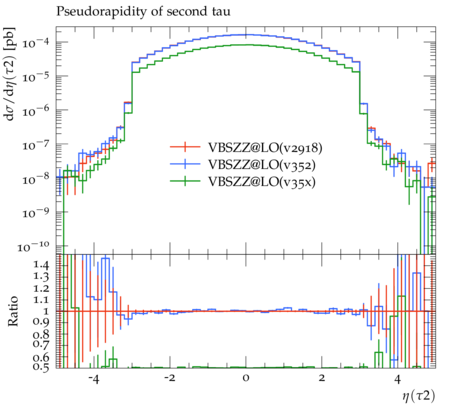 Pseudorapidity of second tau
dσ/dη(τ2) [pb]
10⁻⁴
10⁻⁵
10⁻⁶
10⁻⁷
10⁻⁸
10⁻⁹
10⁻¹⁰
VBSZZ@LO(v2918)
VBSZZ@LO(v352)
VBSZZ@LO(v35x)
Ratio
1.4
1.3
1.2
1.1
1
0.9
0.8
0.7
0.6
0.5
-4 -2 0 2 4
η(τ2)